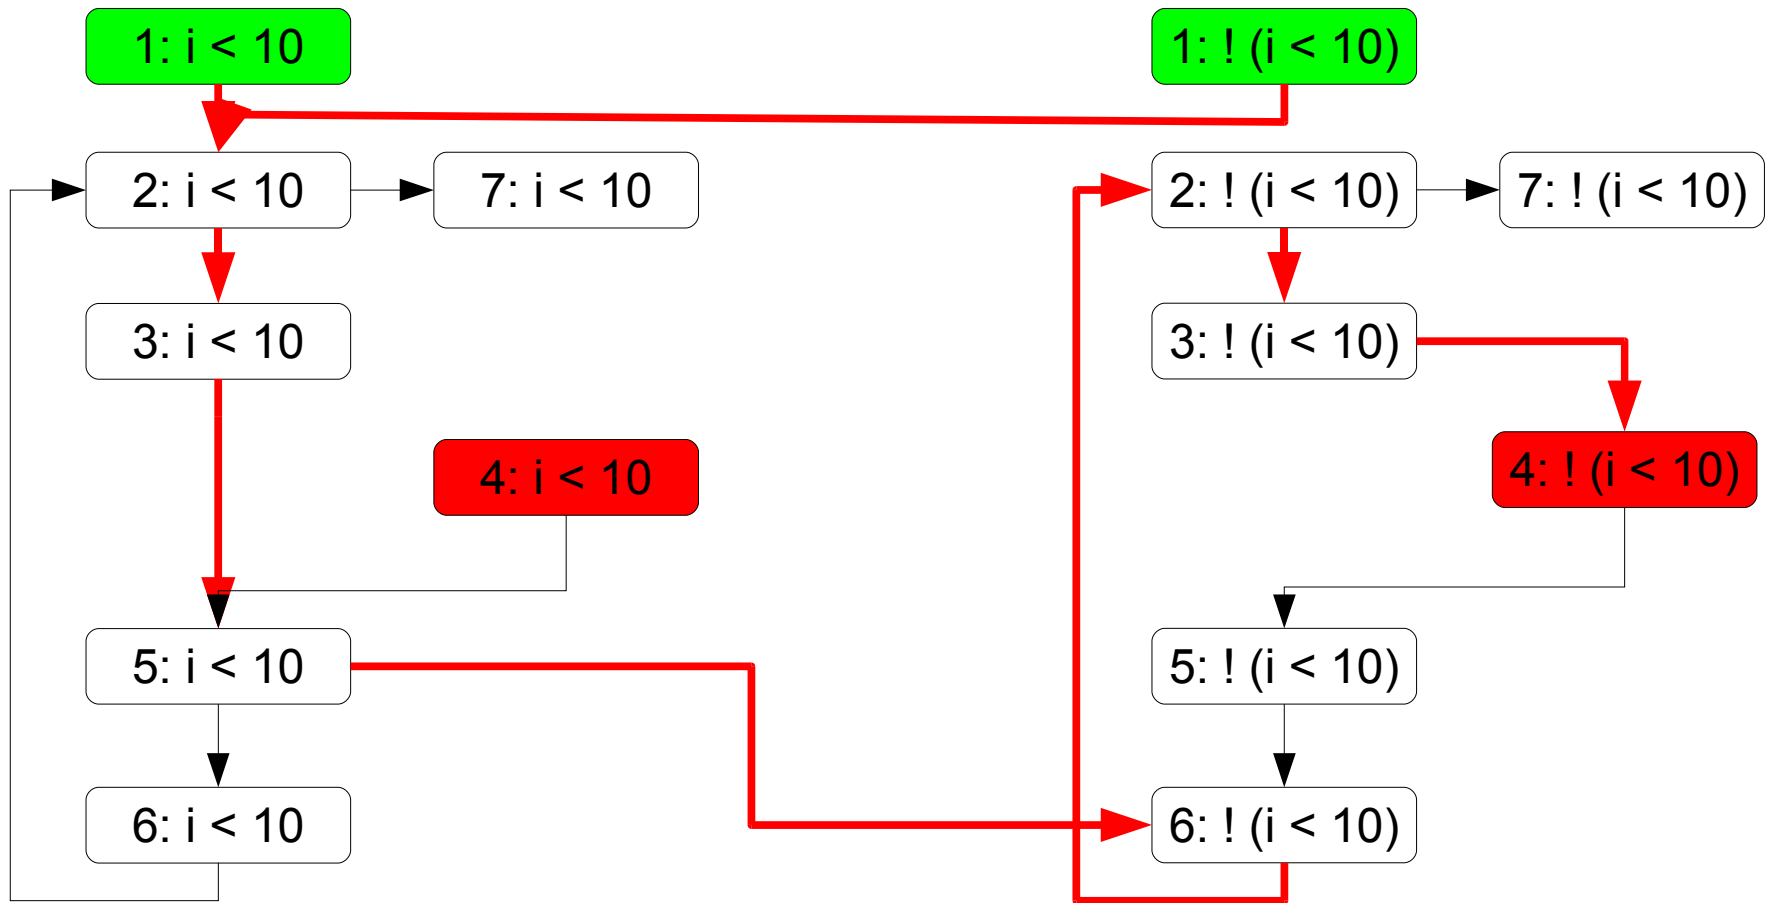 1: i < 10
1: ! (i < 10)
2: i < 10
7: i < 10
2: ! (i < 10)
7: ! (i < 10)
3: i < 10
3: ! (i < 10)
4: i < 10
4: ! (i < 10)
5: i < 10
5: ! (i < 10)
6: i < 10
6: ! (i < 10)